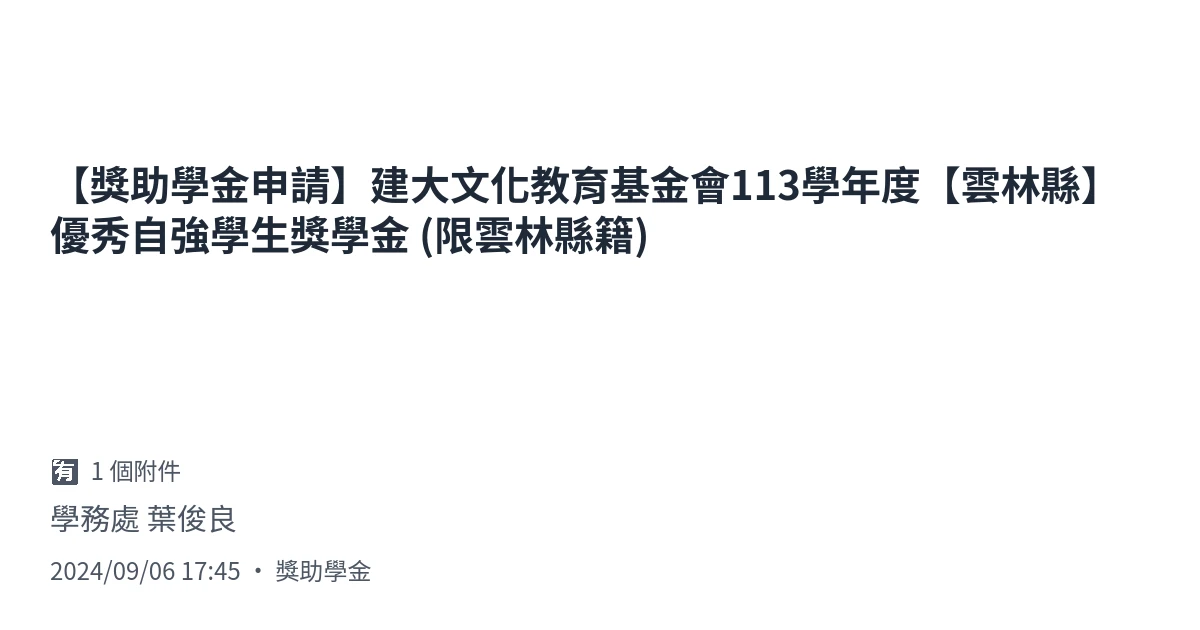 【獎助學金申請】建大文化教育基金會113學年度【雲林縣】
優秀自強學生獎學金 (限雲林縣籍)
🈶 1 個附件
學務處 葉俊良
2024/09/06 17:45 ・ 獎助學金